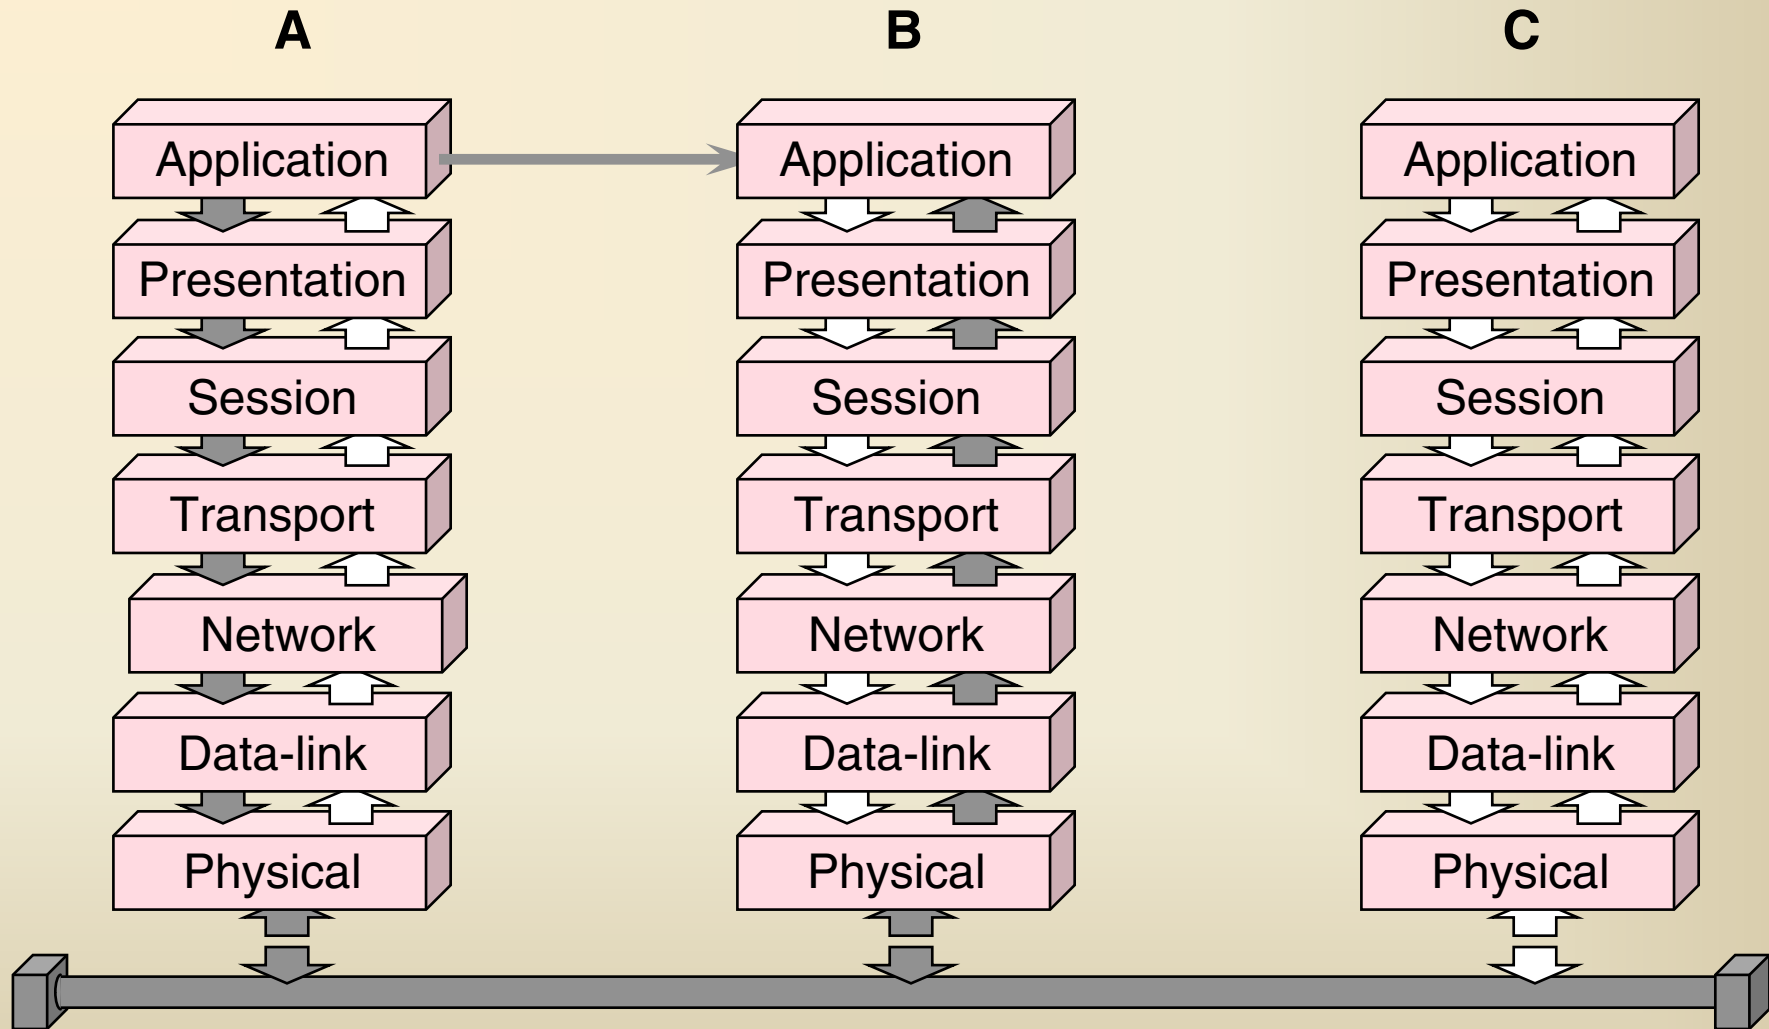 A B C
Application Application Application
Presentation Presentation Presentation
Session Session Session
Transport Transport Transport
Network Network Network
Data-link Data-link Data-link
Physical Physical Physical